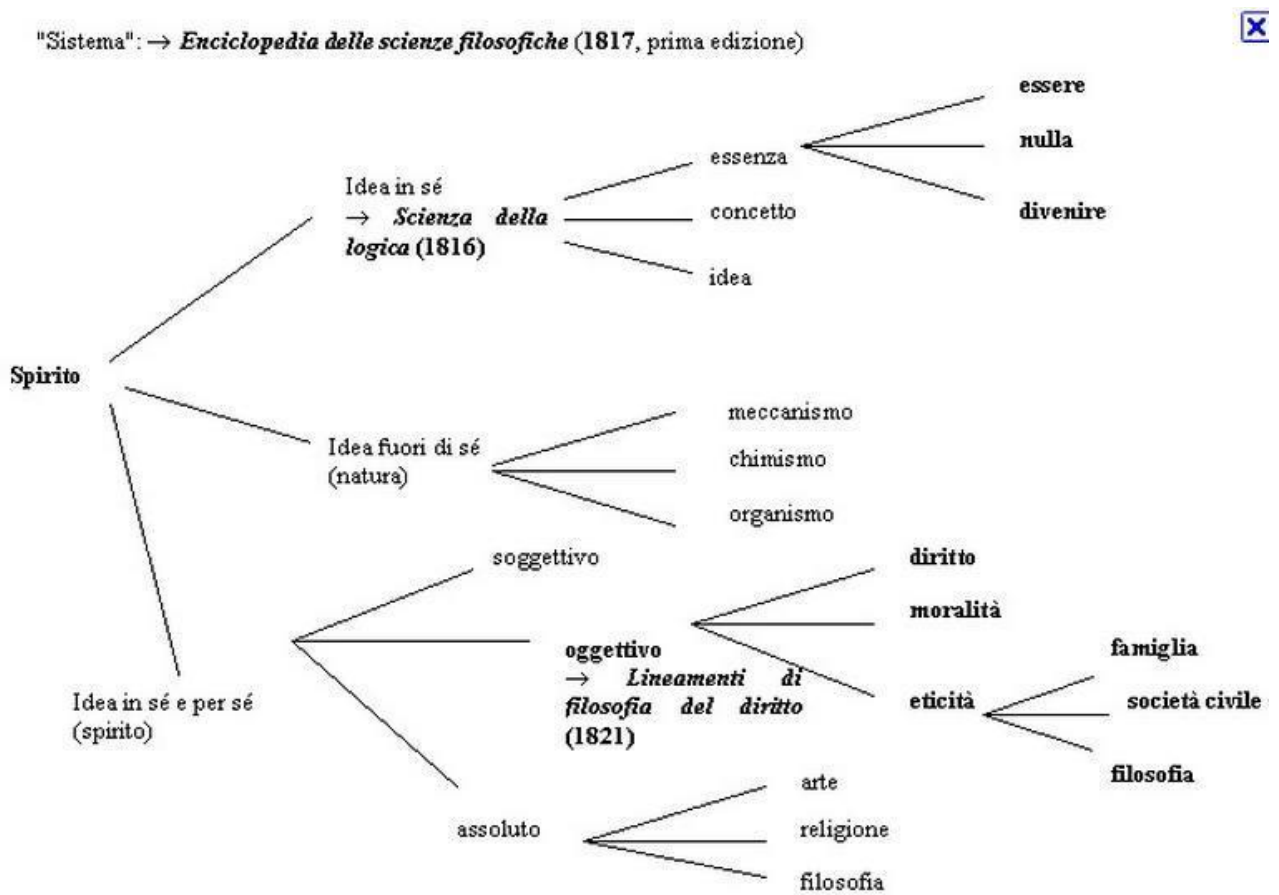 "Sistema": → Enciclopedia delle scienze filosofiche (1817, prima edizione)
essere
nulla
divenire
essenza
concetto
idea
Idea in sé
→ Scienza della
logica (1816)
Spirito
Idea fuori di sé
(natura)
meccanismo
chimismo
organismo
Idea in sé e per sé
(spirito)
soggettivo
oggettivo
→ Lineamenti di
filosofia del diritto
(1821)
diritto
moralità
eticità
famiglia
società civile
filosofia
assoluto
arte
religione
filosofia